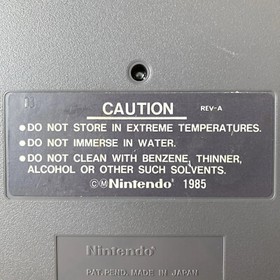 CAUTION REV-A
●DO NOT STORE IN EXTREME TEMPERATURES.
●DO NOT IMMERSE IN WATER.
●DO NOT CLEAN WITH BENZENE, THINNER,
ALCOHOL OR OTHER SUCH SOLVENTS.
©Ⓜ Nintendo® 1985
Nintendo®
PAT. PEND. MADE IN JAPAN